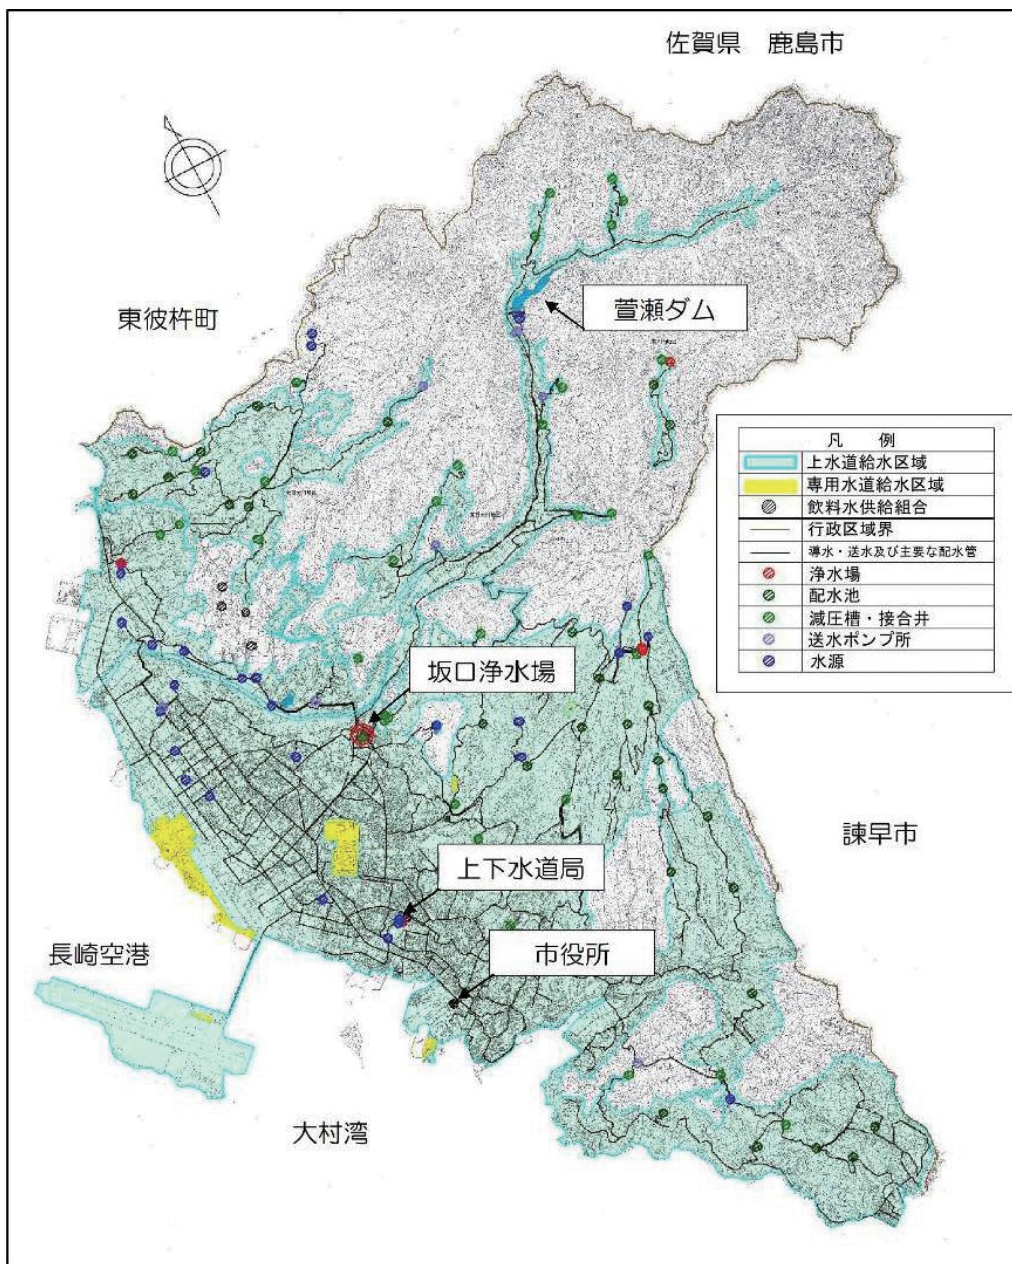 佐賀県 鹿島市
東彼杵町
萱瀬ダム
凡 例
上水道給水区域
専用水道給水区域
飲料水供給組合
行政区域界
導水・送水及び主要な配水管
浄水場
配水池
減圧槽・接合井
送水ポンプ所
水源
坂口浄水場
諫早市
上下水道局
市役所
長崎空港
大村湾